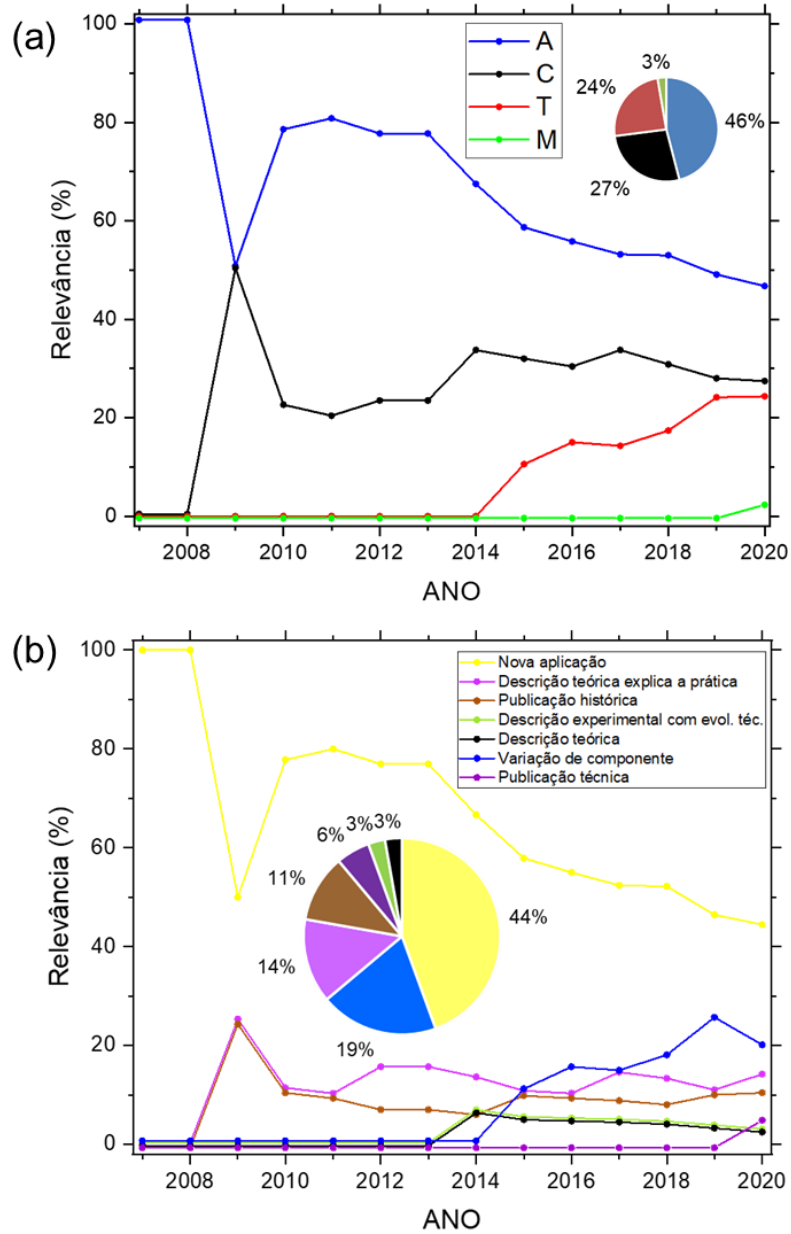 (a)
100
80
60
40
20
0
Relevância (%)
A
C
T
M
3%
24%
46%
27%
2008
2010
2012
2014
2016
2018
2020
ANO
(b)
100
80
60
40
20
0
Relevância (%)
Nova aplicação
Descrição teórica explica a prática
Publicação histórica
Descrição experimental com evol. téc.
Descrição teórica
Variação de componente
Publicação técnica
3%
3%
6%
11%
44%
14%
19%
2008
2010
2012
2014
2016
2018
2020
ANO